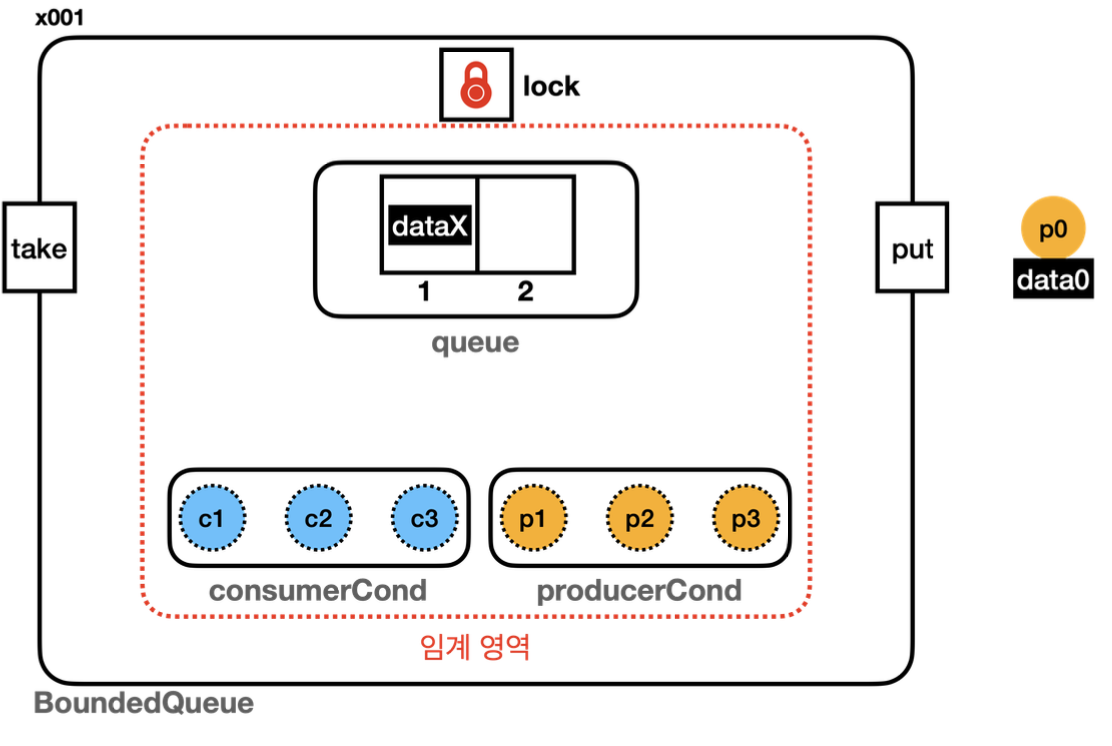 x001
lock
take
dataX
1 2
queue
put
p0
data0
c1 c2 c3
p1 p2 p3
consumerCond
producerCond
임계 영역
BoundedQueue